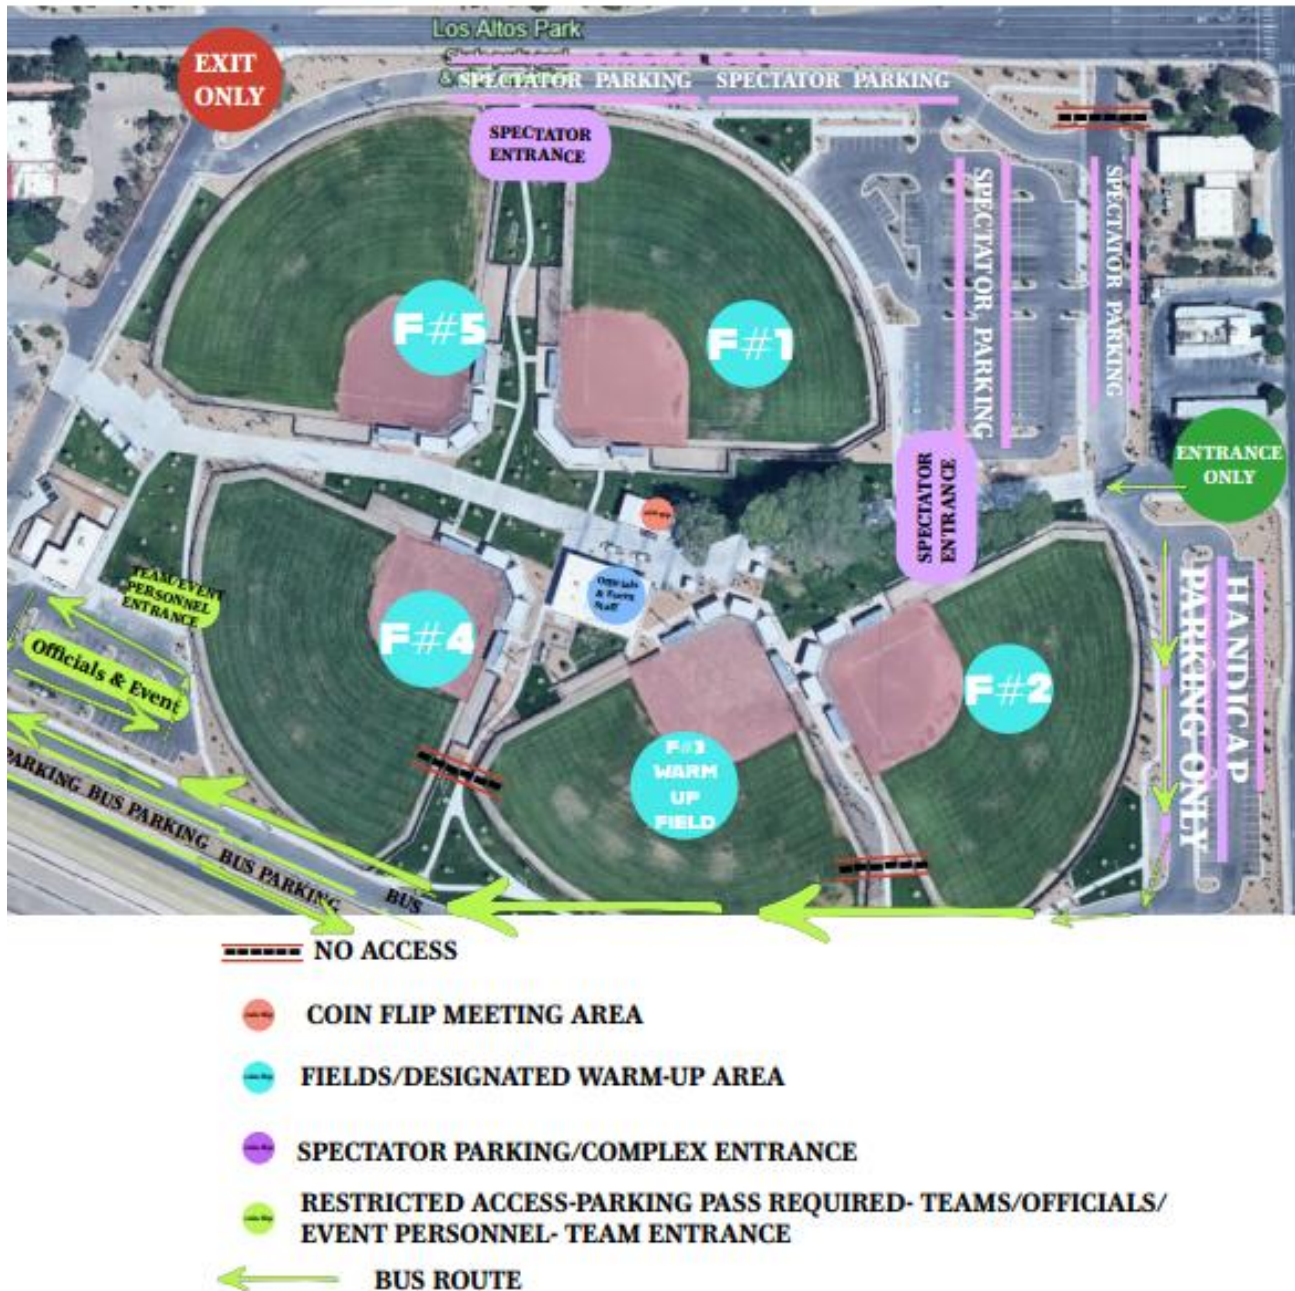 Los Altos Park
EXIT
ONLY
SPECTATOR PARKING
SPECTATOR PARKING
SPECTATOR
ENTRANCE
SPECTATOR PARKING
SPECTATOR PARKING
F#5
F#1
ENTRANCE
ONLY
SPECTATOR
ENTRANCE
Officials
& Event
Staff
TEAM/EVENT
PERSONNEL
ENTRANCE
Officials & Event
F#4
F#2
F#3
WARM
UP
FIELD
HANDICAP
PARKING ONLY
PARKING BUS PARKING BUS PARKING BUS
NO ACCESS
COIN FLIP MEETING AREA
FIELDS/DESIGNATED WARM-UP AREA
SPECTATOR PARKING/COMPLEX ENTRANCE
RESTRICTED ACCESS-PARKING PASS REQUIRED- TEAMS/OFFICIALS/
EVENT PERSONNEL- TEAM ENTRANCE
BUS ROUTE